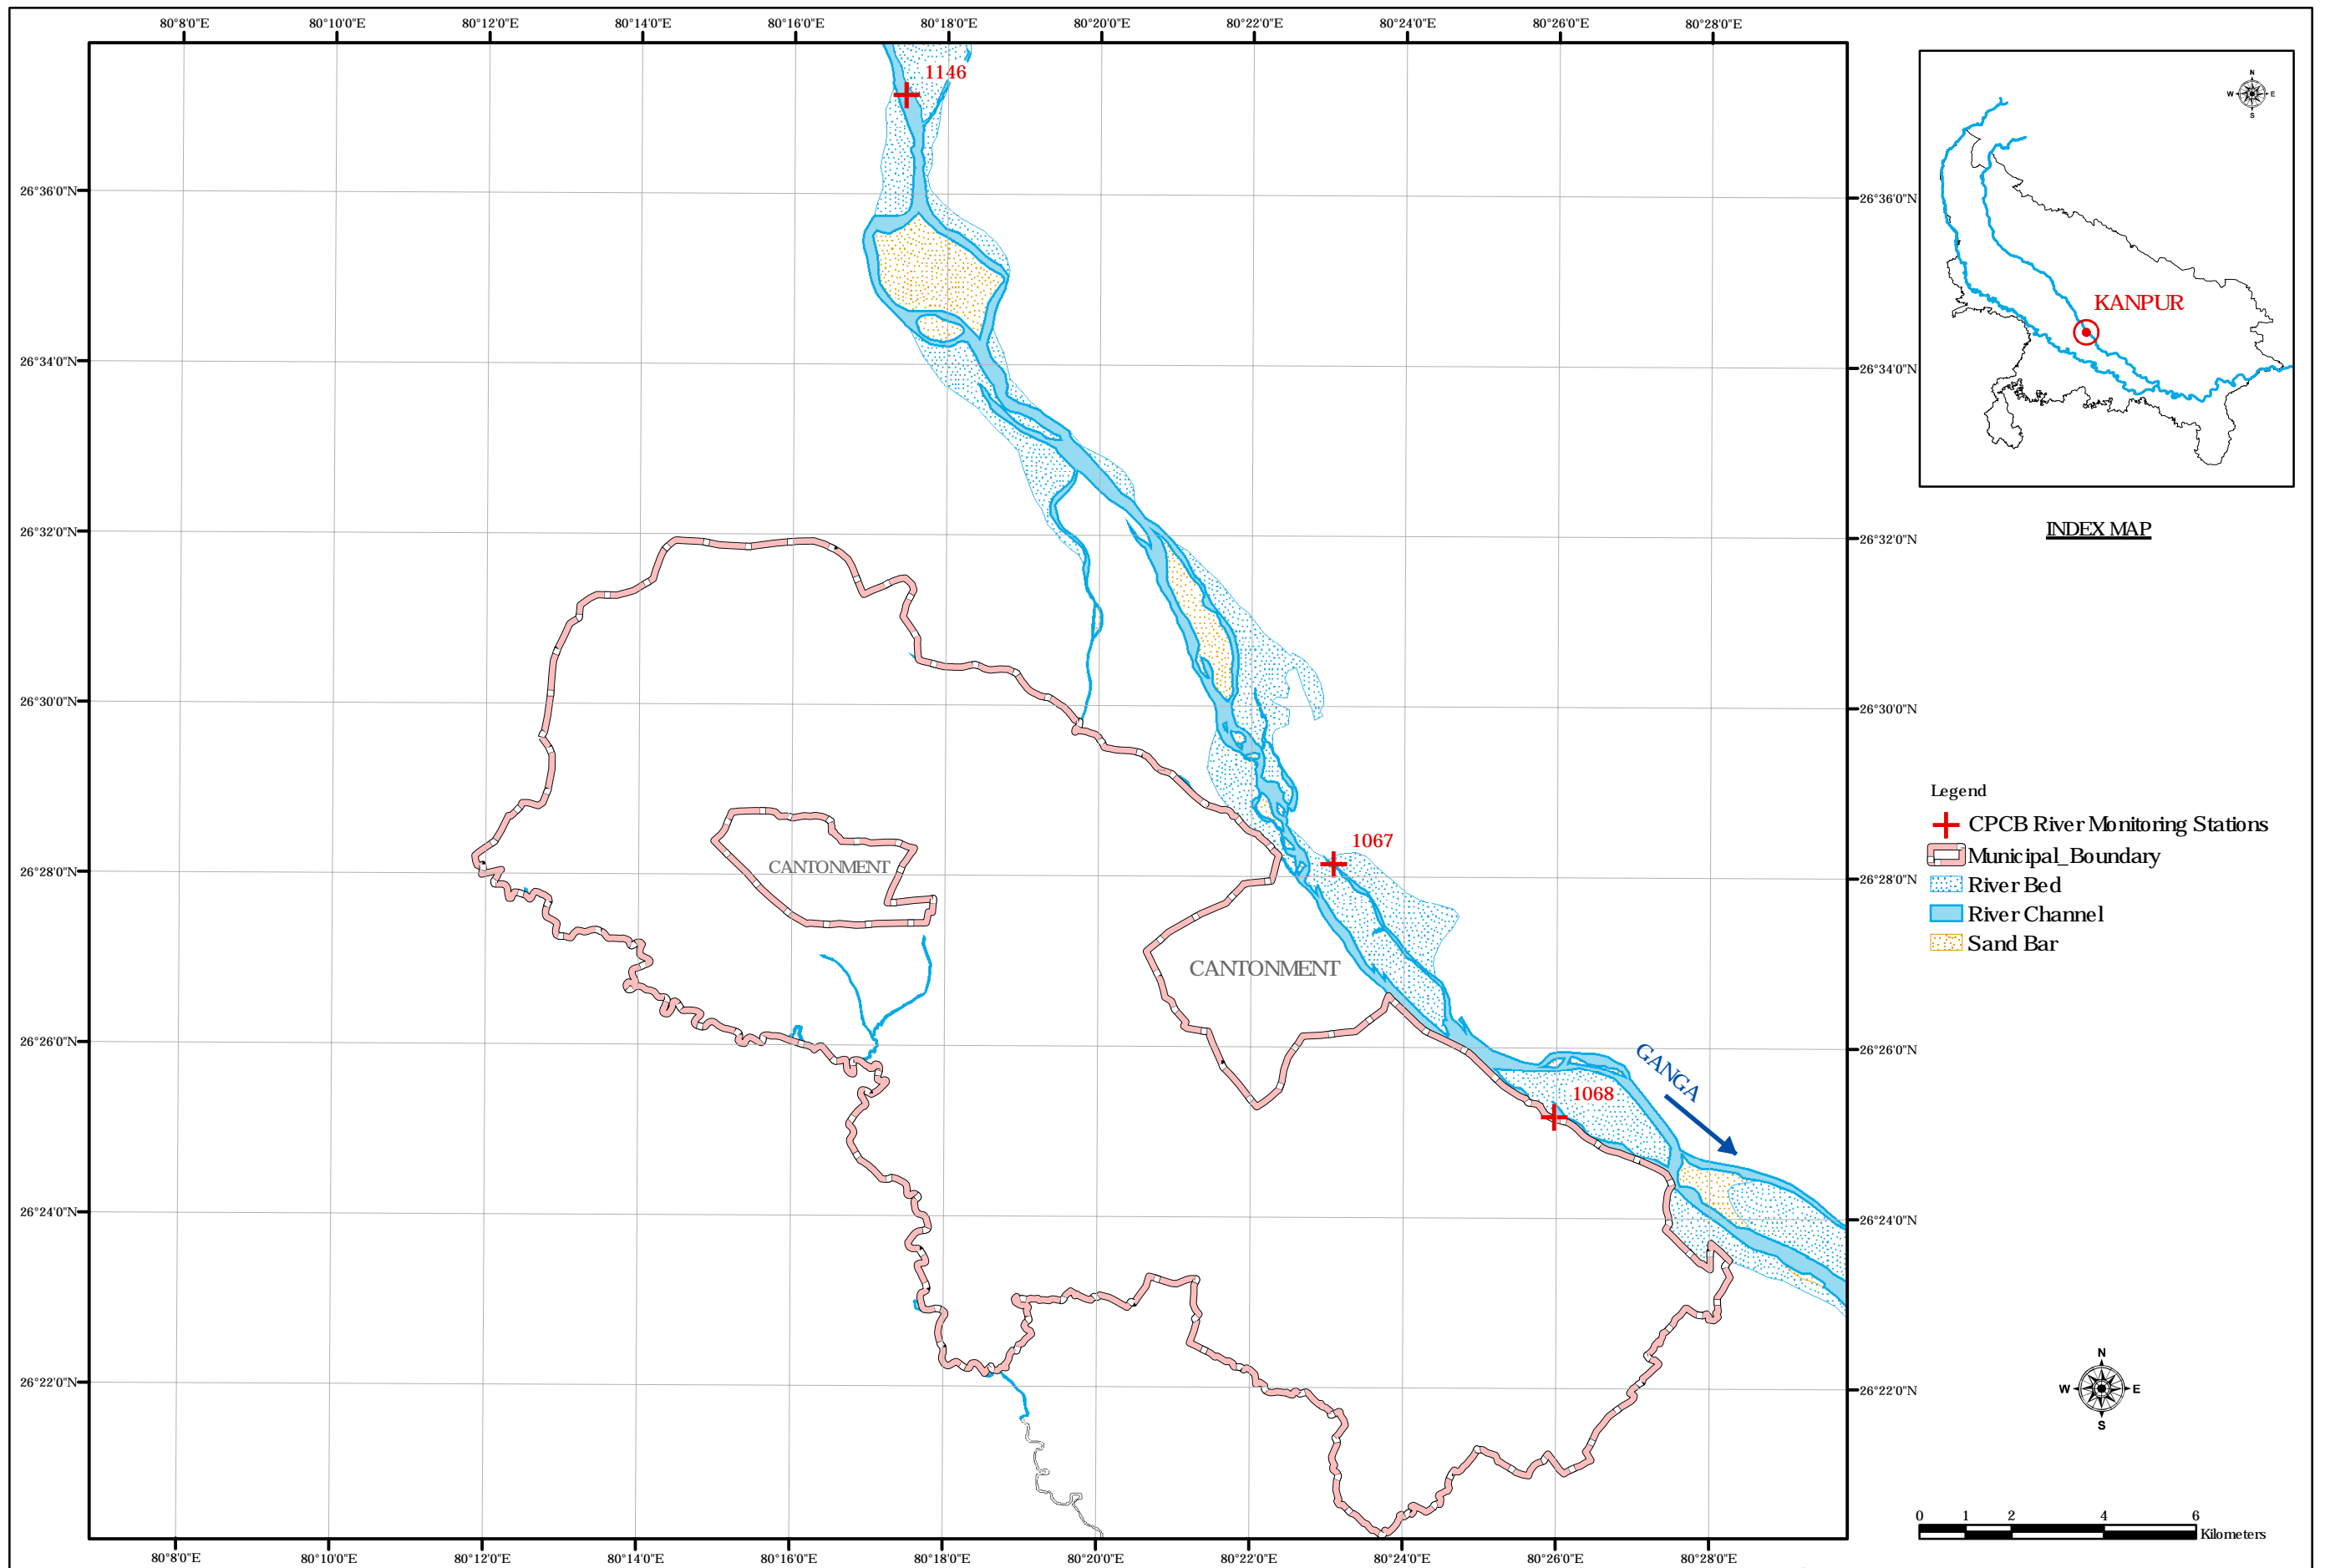 80°8'0"E 80°10'0"E 80°12'0"E 80°14'0"E 80°16'0"E 80°18'0"E 80°20'0"E 80°22'0"E 80°24'0"E 80°26'0"E 80°28'0"E
1146
N
W E
S
26°36'0"N 26°36'0"N
KANPUR
26°34'0"N 26°34'0"N
26°32'0"N 26°32'0"N
INDEX MAP
26°30'0"N 26°30'0"N
Legend
CPCB River Monitoring Stations
Municipal_Boundary
River Bed
River Channel
Sand Bar
1067
CANTONMENT
26°28'0"N 26°28'0"N
CANTONMENT
26°26'0"N 26°26'0"N
GANGA
1068
26°24'0"N 26°24'0"N
26°22'0"N 26°22'0"N
N
W E
S
0 1 2 4 6
Kilometers
80°8'0"E 80°10'0"E 80°12'0"E 80°14'0"E 80°16'0"E 80°18'0"E 80°20'0"E 80°22'0"E 80°24'0"E 80°26'0"E 80°28'0"E